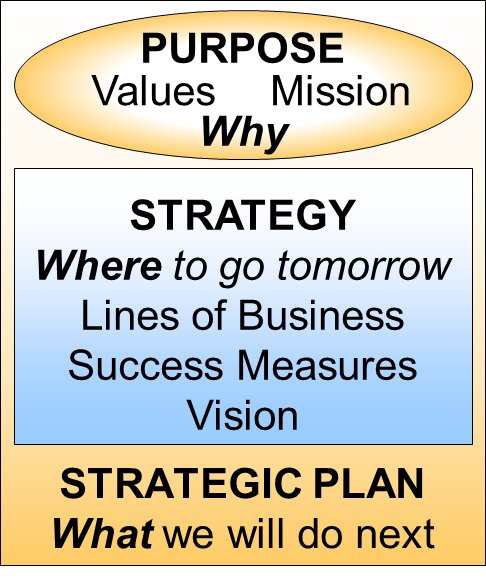 PURPOSE
Values Mission
Why
STRATEGY
Where to go tomorrow
Lines of Business
Success Measures
Vision
STRATEGIC PLAN
What we will do next